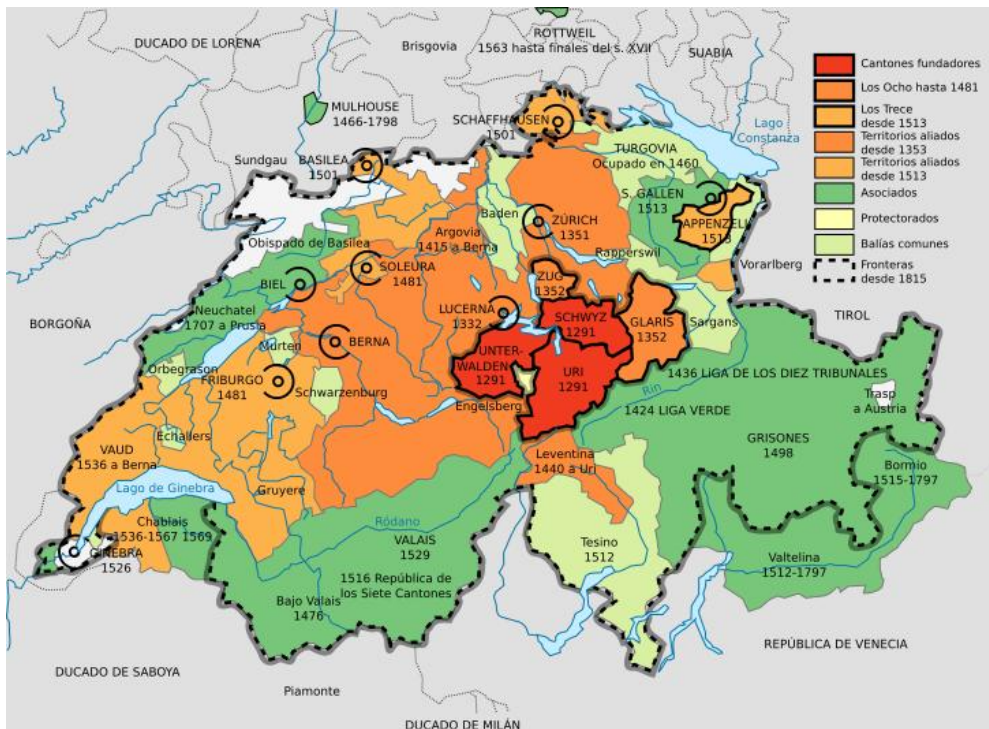 DUCADO DE LORENA
Brisgovia
ROTTWEIL
1563 hasta finales del s. XVII
SUABIA
MULHOUSE
1466-1798
SCHAFFHAUSEN
1501
Lago
Constanza
Sundgau
BASILEA
1501
TURGOVIA
Ocupado en 1460
S. GALLEN
1513
APPENZELL
1513
Baden
ZÚRICH
1351
Argovia
1415 a Berna
Rapperswil
Obispado de Basilea
SOLEURA
1481
BIEL
ZUG
1352
Vorarlberg
LUCERNA
1332
SCHWYZ
1291
GLARIS
1352
Sargans
Neuchatel
1707 a Prusia
BORGOÑA
TIROL
Murten
BERNA
UNTER-
WALDEN
1291
URI
1291
Orbegrason
FRIBURGO
1481
Schwarzenburg
Engelsberg
1436 LIGA DE LOS DIEZ TRIBUNALES
Rin
Trasp
a Austria
1424 LIGA VERDE
Echallers
VAUD
1536 a Berna
GRISONES
1498
Leventina
1440 a Uri
Bormio
1515-1797
Lago de Ginebra
Gruyere
Chablais
1536-1567 1569
Ródano
GINEBRA
1526
VALAIS
1529
Tesino
1512
Valtelina
1512-1797
1516 República de
los Siete Cantones
Bajo Valais
1476
REPÚBLICA DE VENECIA
DUCADO DE SABOYA
Piamonte
DUCADO DE MILÁN
Cantones fundadores
Los Ocho hasta 1481
Los Trece
desde 1513
Territorios aliados
desde 1353
Territorios aliados
desde 1513
Asociados
Protectorados
Balías comunes
Fronteras
desde 1815